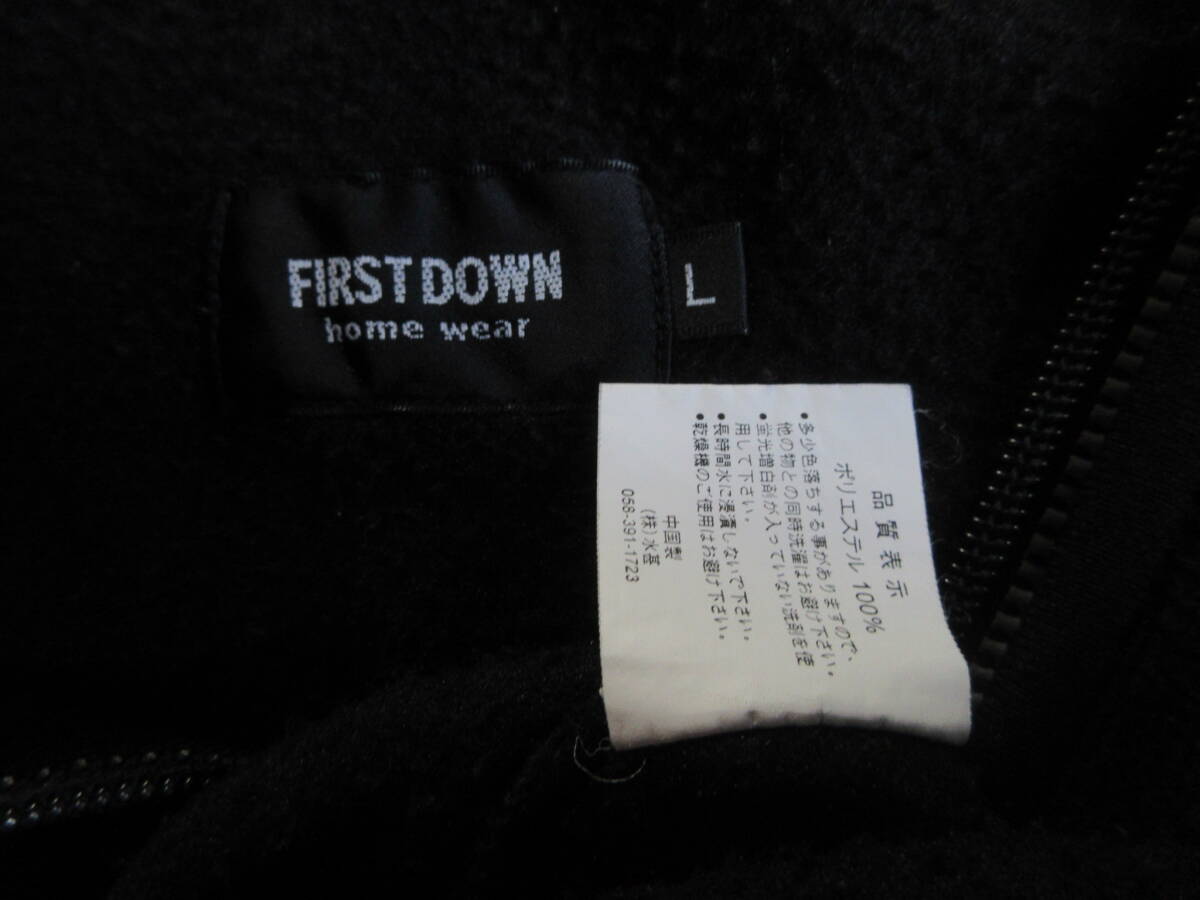 FIRST DOWN
home wear
L
品質表示
ポリエステル 100%
●多少色落ちする事がありますので、
他の物との同時洗濯はお避け下さい。
●蛍光増白剤が入っていない洗剤を使
用して下さい。
●長時間水に浸漬しないで下さい。
●乾燥機のご使用はお避け下さい。
中国製
(株)水甚
058-391-1723